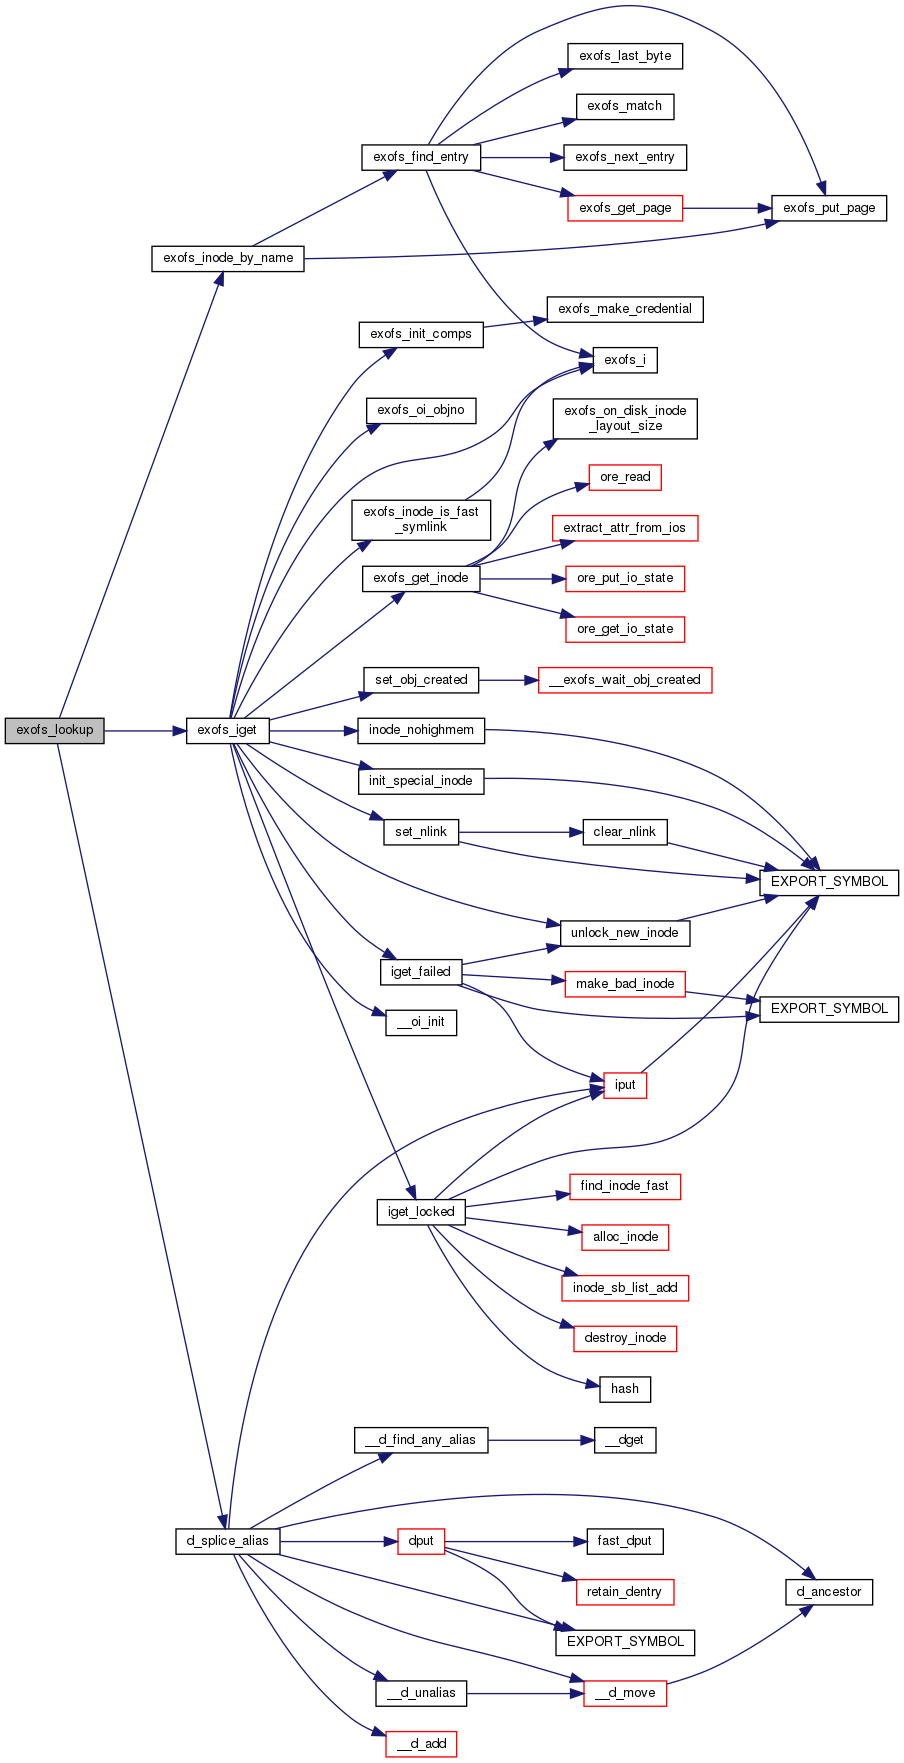 exofs_last_byte
exofs_match
exofs_find_entry
exofs_next_entry
exofs_get_page
exofs_put_page
exofs_inode_by_name
exofs_make_credential
exofs_init_comps
exofs_i
exofs_oi_objno
exofs_on_disk_inode
_layout_size
ore_read
exofs_inode_is_fast
_symlink
extract_attr_from_ios
exofs_get_inode
ore_put_io_state
ore_get_io_state
set_obj_created
__exofs_wait_obj_created
exofs_lookup
exofs_iget
inode_nohighmem
init_special_inode
set_nlink
clear_nlink
EXPORT_SYMBOL
unlock_new_inode
iget_failed
make_bad_inode
EXPORT_SYMBOL
__oi_init
iput
find_inode_fast
iget_locked
alloc_inode
inode_sb_list_add
destroy_inode
hash
__d_find_any_alias
__dget
d_splice_alias
dput
fast_dput
retain_dentry
d_ancestor
EXPORT_SYMBOL
__d_unalias
__d_move
__d_add